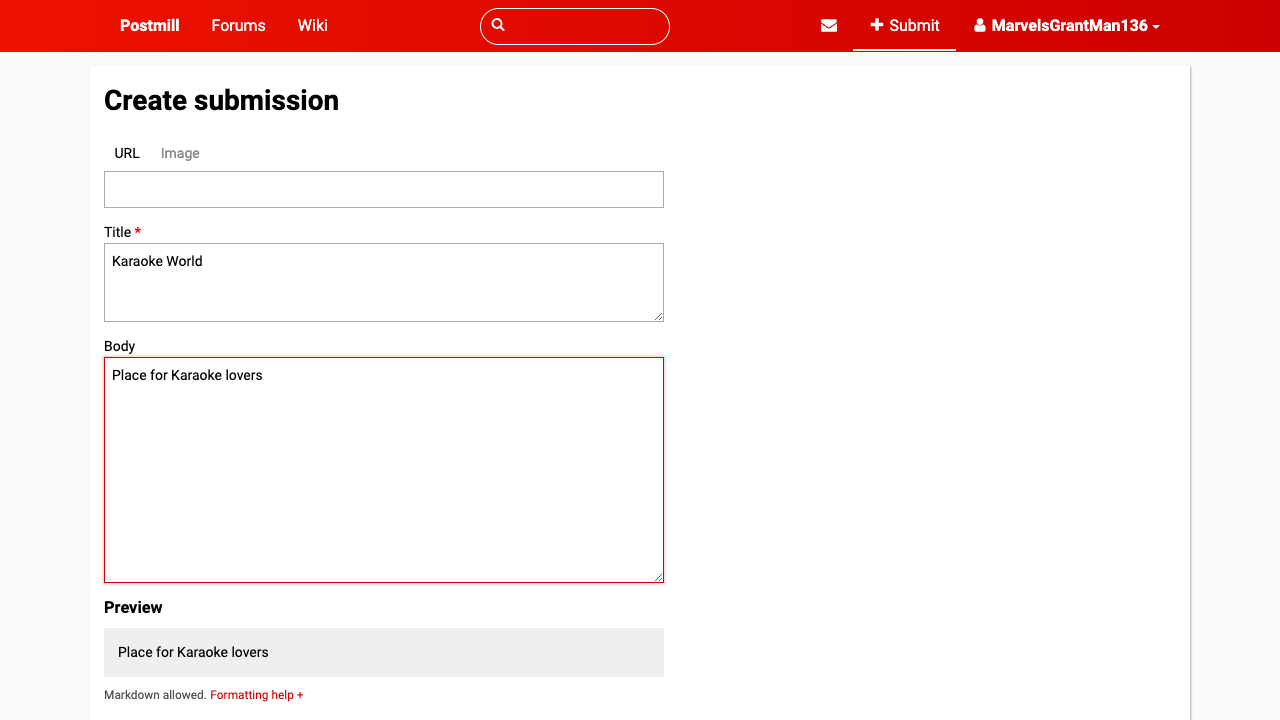 Postmill Forums Wiki Submit MarvelsGrantMan136
Create submission
URL Image
Title *
Karaoke World
Body
Place for Karaoke lovers
Preview
Place for Karaoke lovers
Markdown allowed. Formatting help +